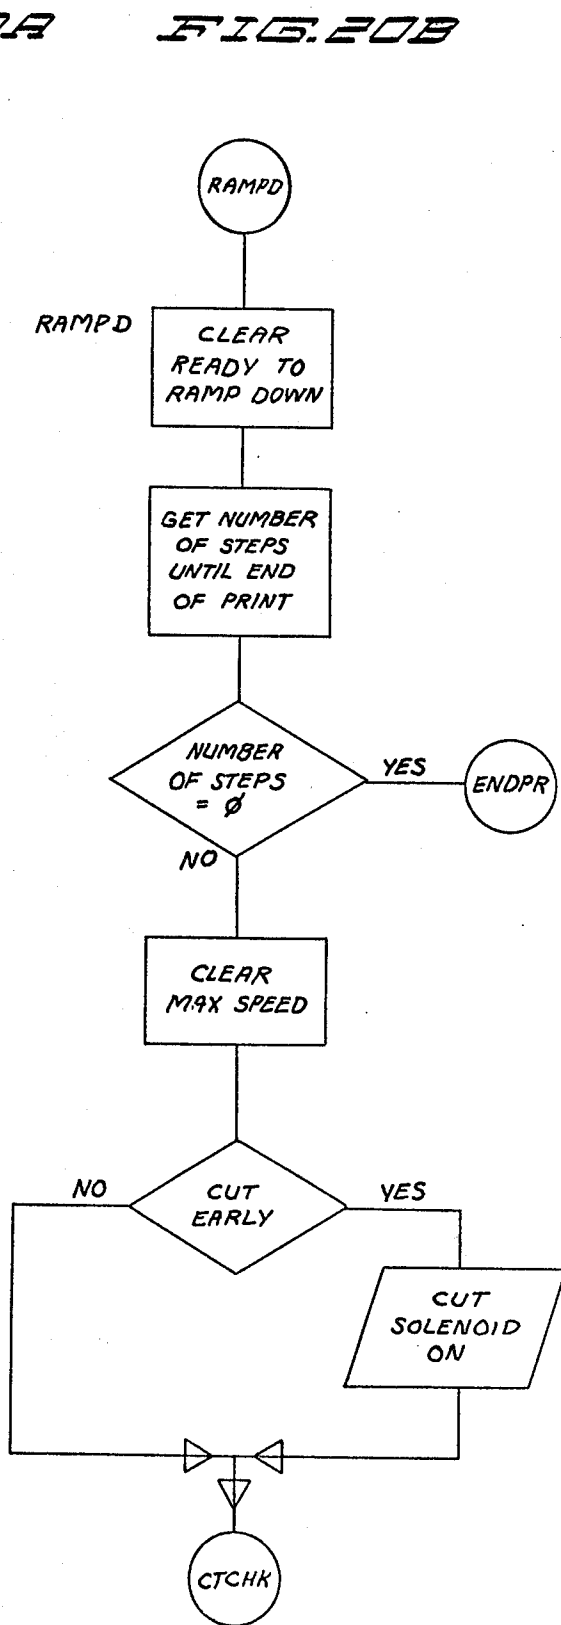 FIG. 20B
RAMPD
RAMPD
CLEAR
READY TO
RAMP DOWN
GET NUMBER
OF STEPS
UNTIL END
OF PRINT
NUMBER
OF STEPS
= Ø
YES
ENDPR
NO
CLEAR
MAX SPEED
NO
CUT
EARLY
YES
CUT
SOLENOID
ON
CTCHK